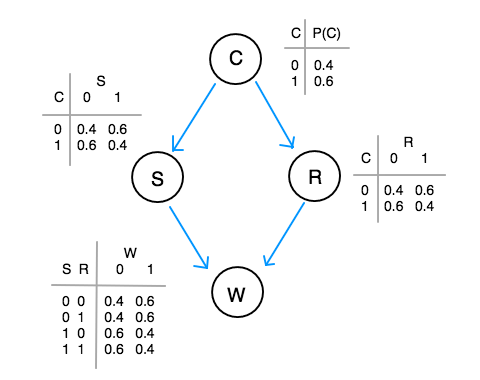 C P(C)
0 0.4
1 0.6
C
S
C 0 1
0 0.4 0.6
1 0.6 0.4
S
R
R
C 0 1
0 0.4 0.6
1 0.6 0.4
W
S R 0 1
0 0 0.4 0.6
0 1 0.4 0.6
1 0 0.6 0.4
1 1 0.6 0.4
W